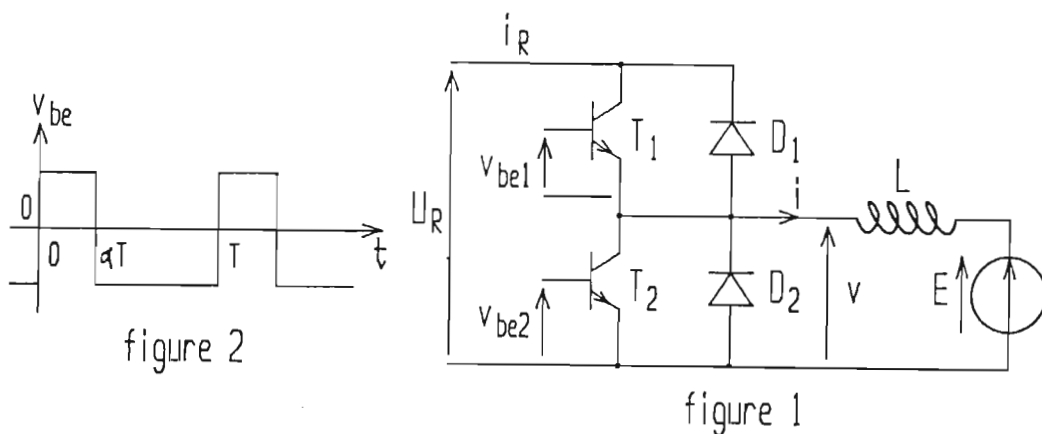 v_be
0
0
αT
T
t
figure 2
i_R
U_R
v_be1
T_1
D_1
i
L
v_be2
T_2
D_2
v
E
figure 1